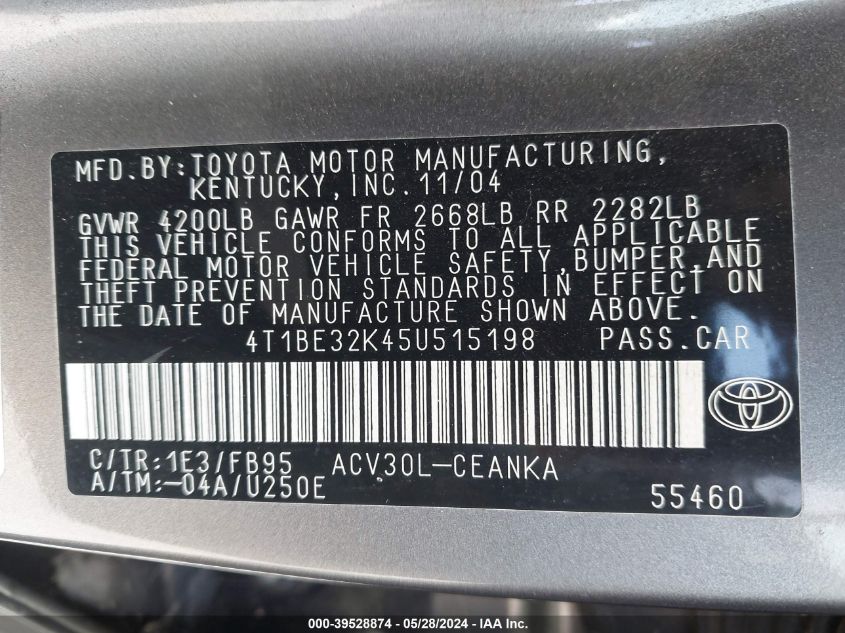 MFD.BY:TOYOTA MOTOR MANUFACTURING,
KENTUCKY,INC.11/04
GVWR 4200LB GAWR FR 2668LB RR 2282LB
THIS VEHICLE CONFORMS TO ALL APPLICABLE
FEDERAL MOTOR VEHICLE SAFETY,BUMPER,AND
THEFT PREVENTION STANDARDS IN EFFECT ON
THE DATE OF MANUFACTURE SHOWN ABOVE.
4T1BE32K45U515198 PASS.CAR
C/TR:1E3/FB95 ACV30L-CEANKA
A/TM:-04A/U250E 55460
000-39528874 / 05/28/2024 / IAA Inc.